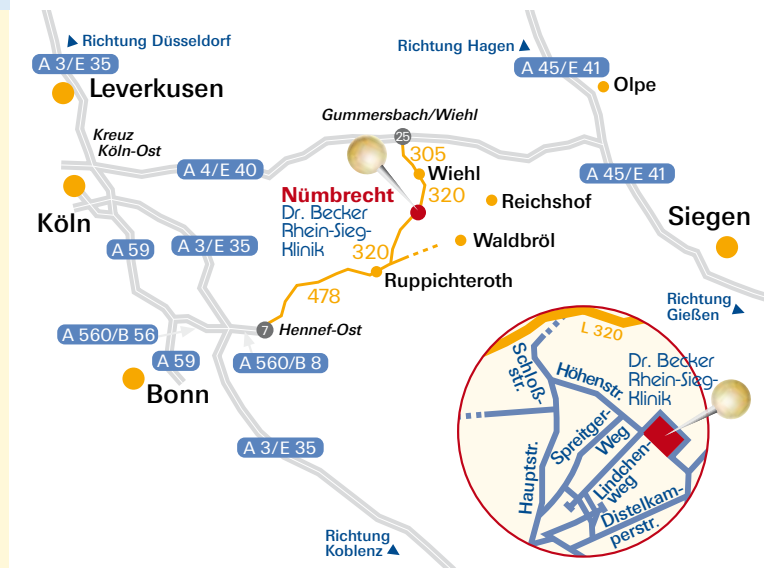 Richtung Düsseldorf
A 3/E 35
Leverkusen
Richtung Hagen
A 45/E 41
Olpe
Gummersbach/Wiehl
25
Kreuz
Köln-Ost
A 4/E 40
305
Wiehl
A 45/E 41
Köln
Nümbrecht
Dr. Becker
Rhein-Sieg-
Klinik
320
Reichshof
Siegen
A 59
A 3/E 35
320
Waldbröl
Ruppichteroth
478
Richtung
Gießen
A 560/B 56
7
Hennef-Ost
A 59
A 560/B 8
Bonn
A 3/E 35
Richtung
Koblenz
L 320
Schloß-
str.
Höhenstr.
Dr. Becker
Rhein-Sieg-
Klinik
Hauptstr.
Spreitger-
Weg
Lindchen-
weg
Distelkam-
perstr.